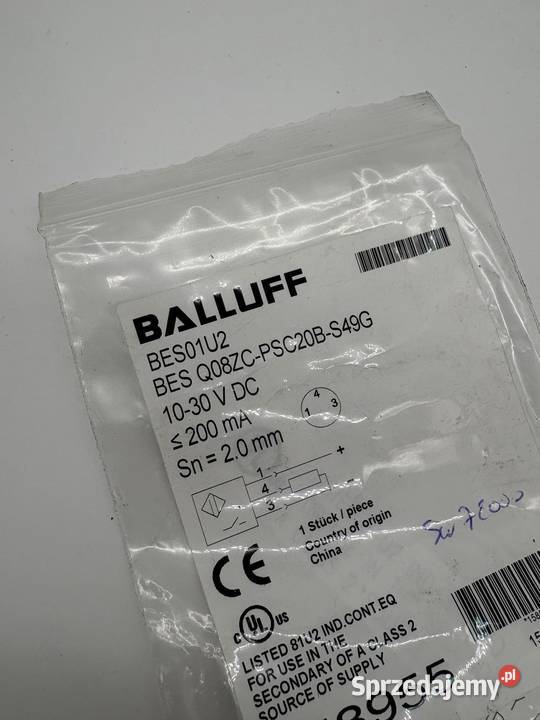 BALLUFF
BES01U2
BES Q08ZC-PSC20B-S49G
10-30 V DC
≤ 200 mA
Sn = 2.0 mm
4
1 3
1 +
4
3 -
1 Stück / piece
Country of origin
China
CE
C UL US
LISTED 81U2 IND.CONT.EQ
FOR USE IN THE
SECONDARY OF A CLASS 2
SOURCE OF SUPPLY
Sprzedajemy.pl